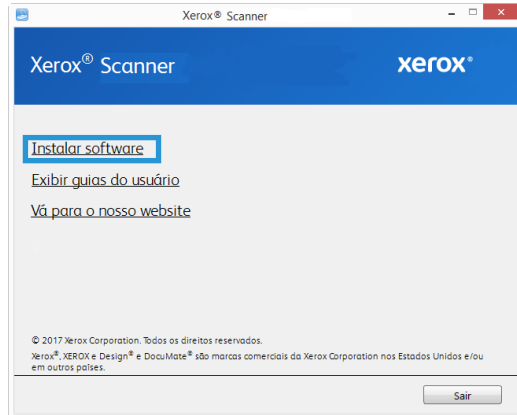 Xerox® Scanner
Xerox® Scanner
xerox®
Instalar software
Exibir guias do usuário
Vá para o nosso website
© 2017 Xerox Corporation. Todos os direitos reservados.
Xerox®, XEROX e Design® e DocuMate® são marcas comerciais da Xerox Corporation nos Estados Unidos e/ou
em outros países.
Sair